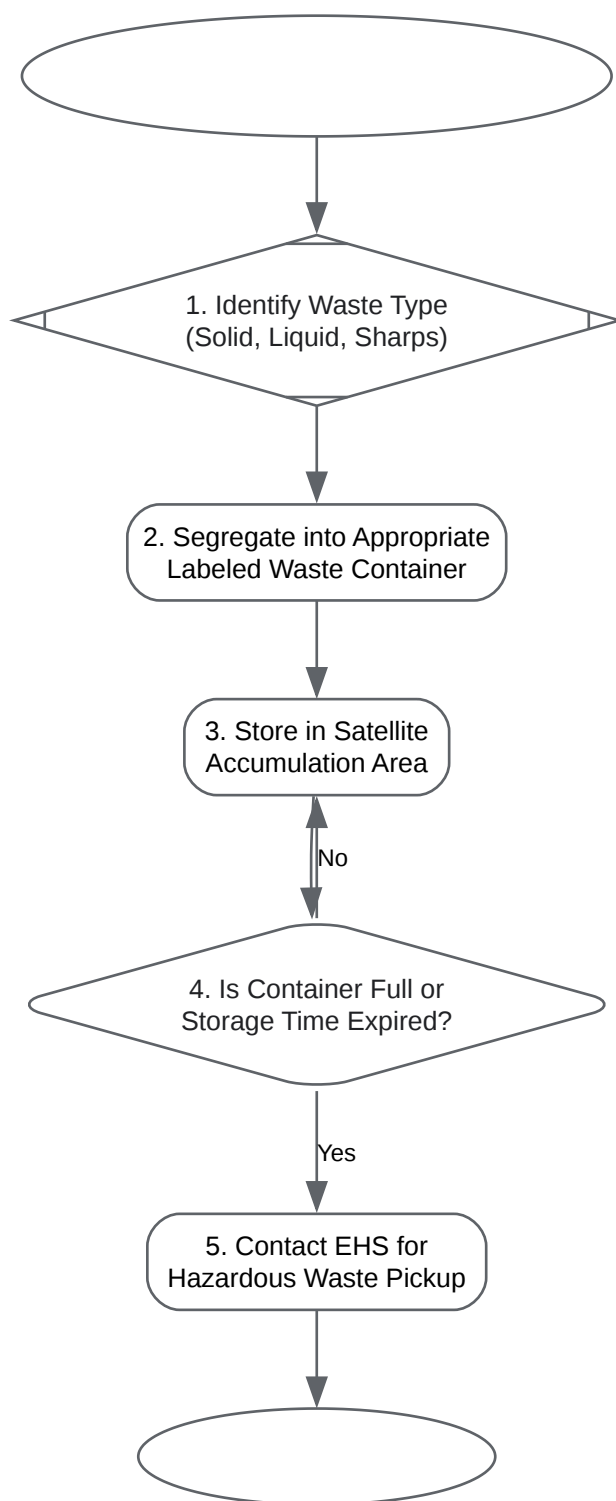 1. Identify Waste Type
(Solid, Liquid, Sharps)
2. Segregate into Appropriate
Labeled Waste Container
3. Store in Satellite
Accumulation Area
No
4. Is Container Full or
Storage Time Expired?
Yes
5. Contact EHS for
Hazardous Waste Pickup